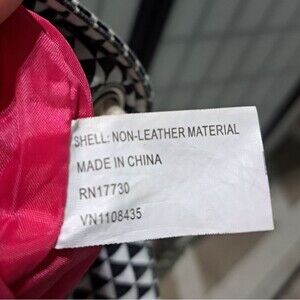 SHELL: NON-LEATHER MATERIAL
MADE IN CHINA
RN17730
VN1108435